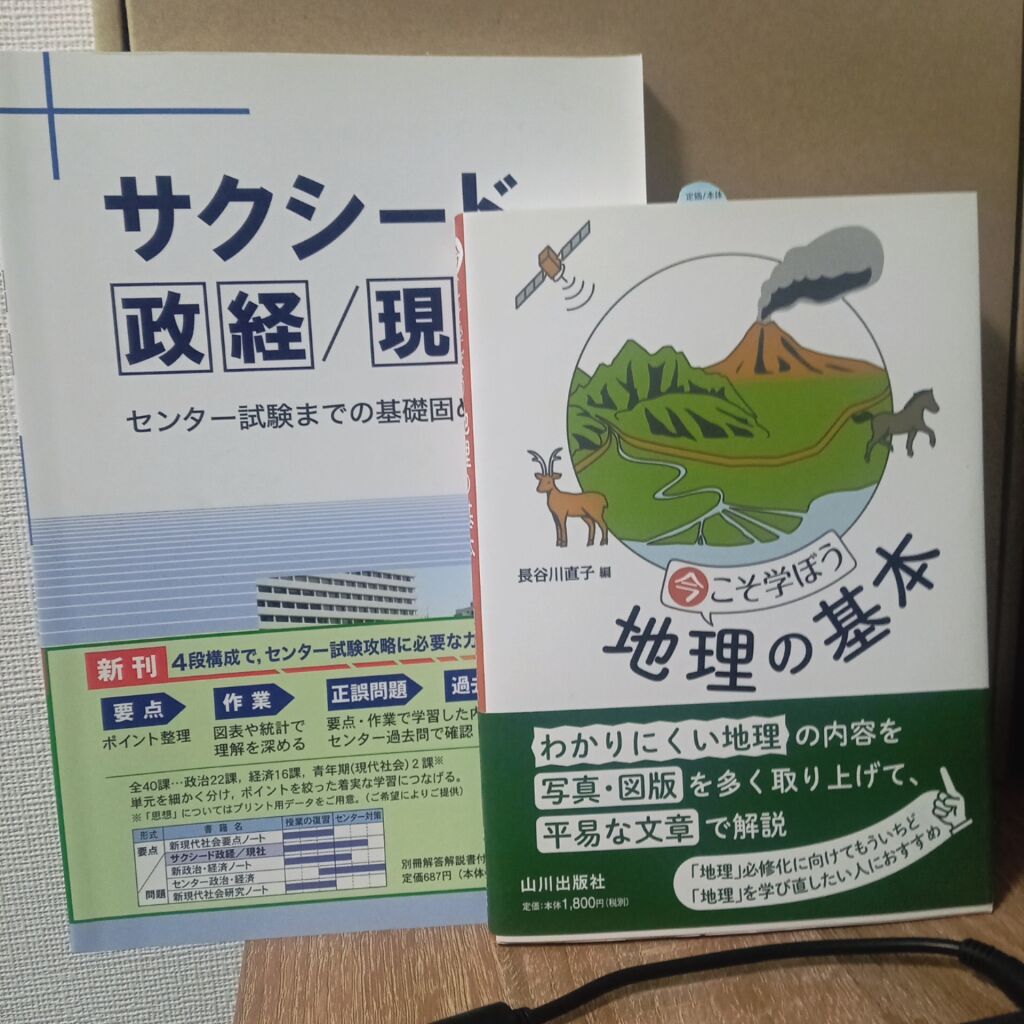 サクシード
政経/現
センター試験までの基礎固め
新刊 4段構成で,センター試験攻略に必要な力
要点
ポイント整理
作業
図表や統計で
理解を深める
正誤問題
要点・作業で学習した内
センター過去問で確認
過去
全40課…政治22課,経済16課,青年期(現代社会)2課※
単元を細かく分け,ポイントを絞った着実な学習につなげる。
※「思想」についてはプリント用データをご用意。(ご希望によりご提供)
形式 書籍名 授業の復習 センター対策
要点 新現代社会要点ノート
サクシード政経/現社
新政治・経済ノート
センター政治・経済
問題 新現代社会研究ノート
別冊解答解説書付
定価687円(本体
定価/本体
長谷川直子 編
今こそ学ぼう
地理の基本
わかりにくい地理の内容を
写真・図版を多く取り上げて、
平易な文章で解説
「地理」必修化に向けてもういちど
「地理」を学び直したい人におすすめ
山川出版社
定価:本体1,800円(税別)